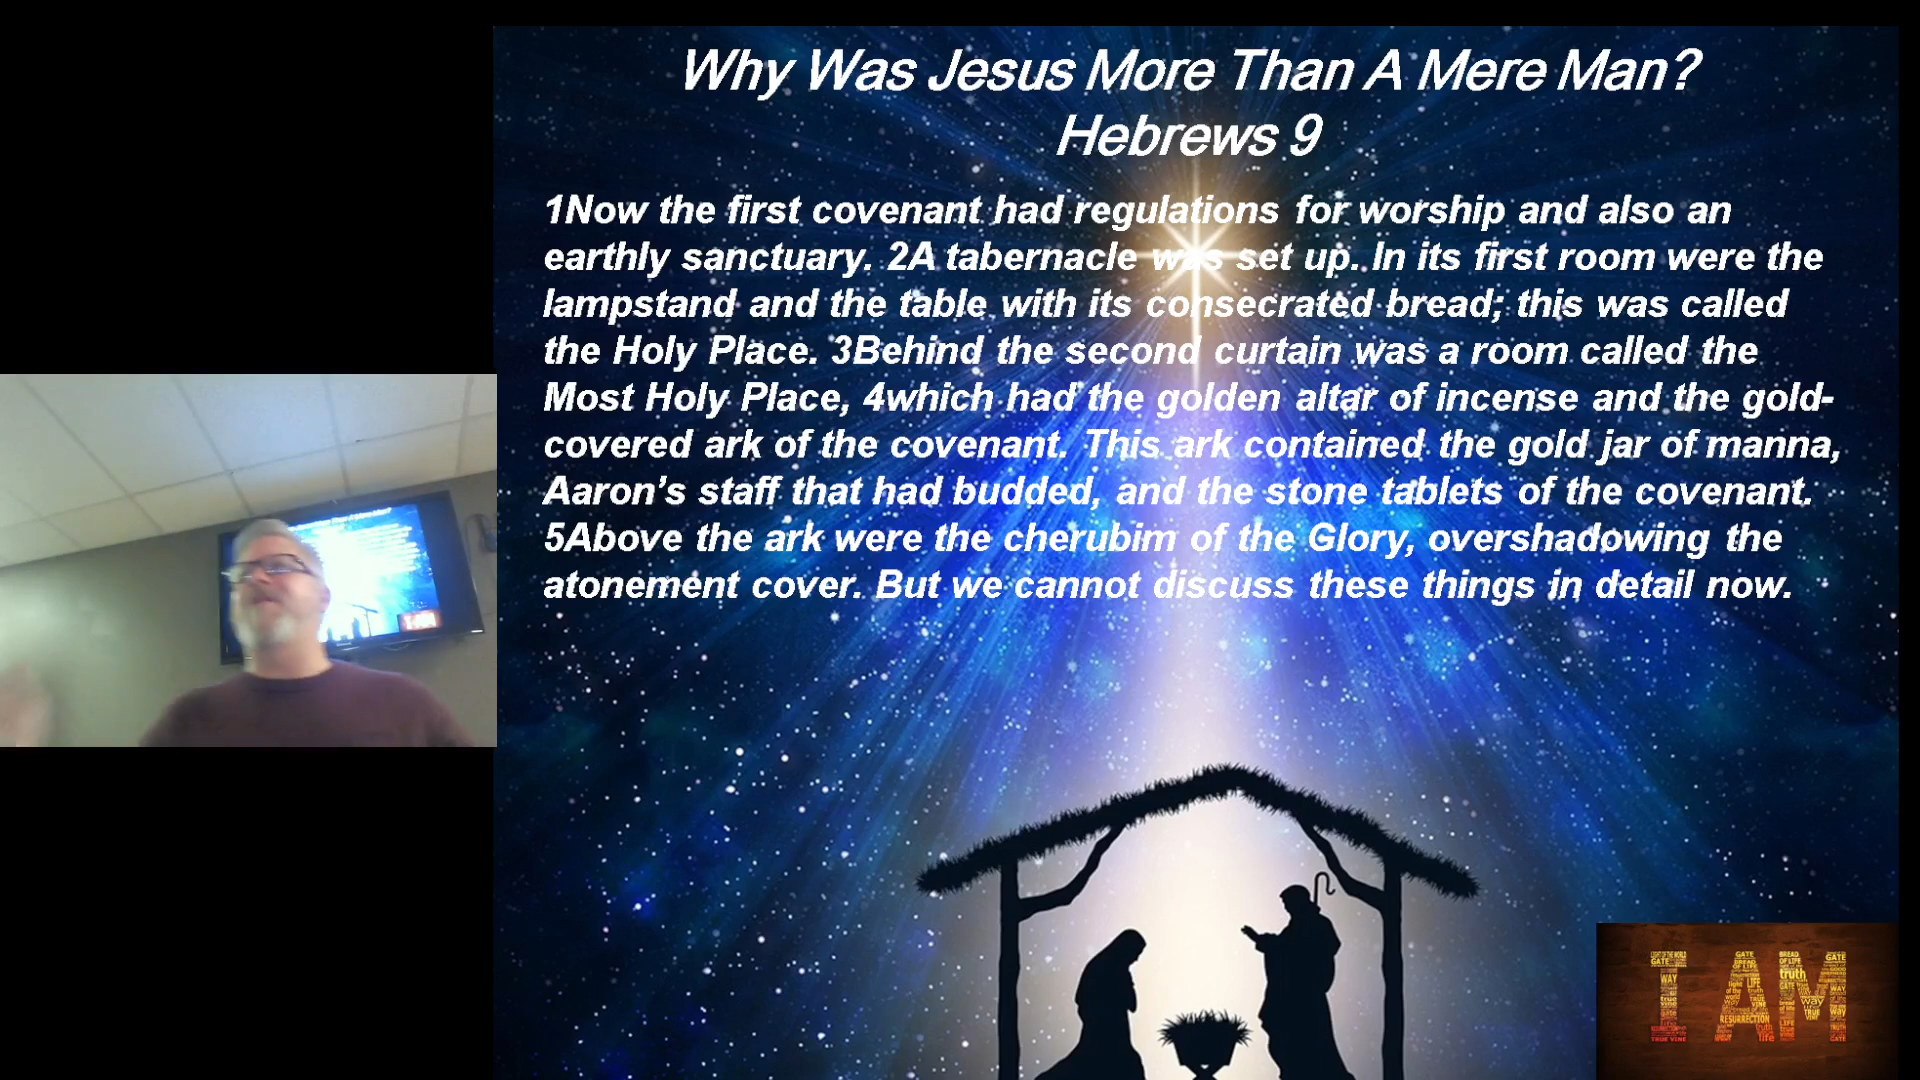 Why Was Jesus More Than A Mere Man?
Hebrews 9
1Now the first covenant had regulations for worship and also an
earthly sanctuary. 2A tabernacle was set up. In its first room were the
lampstand and the table with its consecrated bread; this was called
the Holy Place. 3Behind the second curtain was a room called the
Most Holy Place, 4which had the golden altar of incense and the gold-
covered ark of the covenant. This ark contained the gold jar of manna,
Aaron’s staff that had budded, and the stone tablets of the covenant.
5Above the ark were the cherubim of the Glory, overshadowing the
atonement cover. But we cannot discuss these things in detail now.
I AM